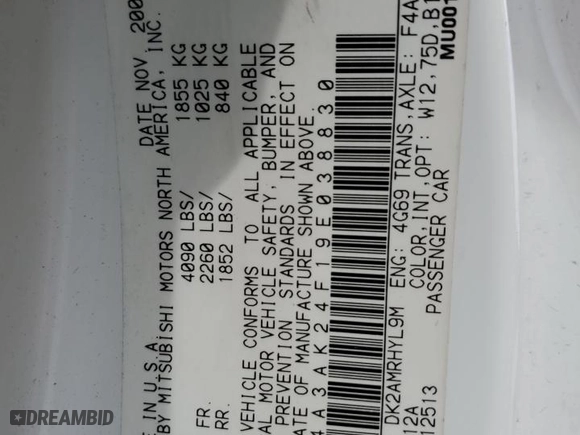 E IN U.S.A. DATE NOV, 200
BY MITSUBISHI MOTORS NORTH AMERICA, INC.
4090 LBS/ 1855 KG
FR. 2260 LBS/ 1025 KG
RR. 1852 LBS/ 840 KG
VEHICLE CONFORMS TO ALL APPLICABLE
AL MOTOR VEHICLE SAFETY, BUMPER, AND
PREVENTION STANDARDS IN EFFECT ON
ATE OF MANUFACTURE SHOWN ABOVE.
4A3AK24F19E038830
DK2AMRHYL9M ENG: 4G69 TRANS,AXLE: F4A
12A COLOR,INT,OPT: W12,75D,B1
12513 PASSENGER CAR
MU001
DREAMBID